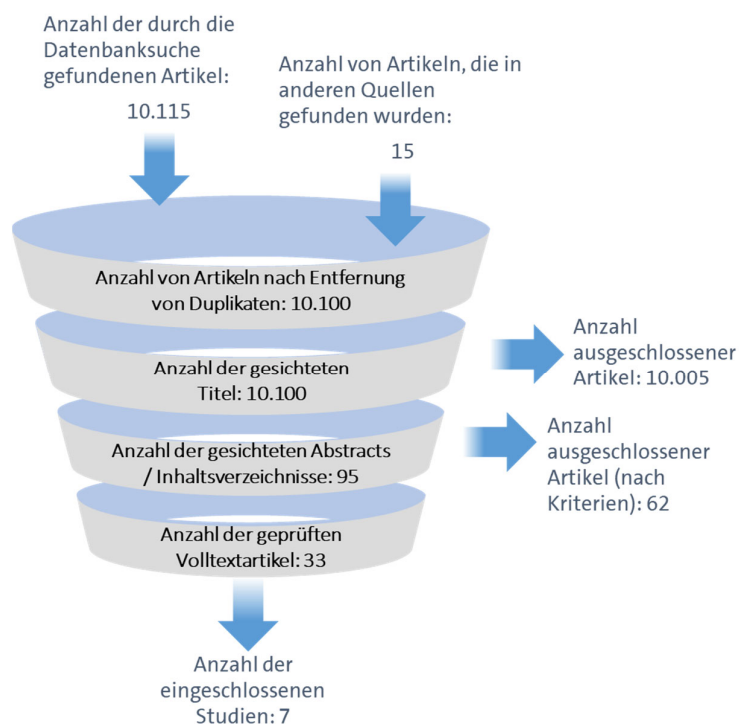 Anzahl der durch die
Datenbanksuche
gefundenen Artikel:
10.115
Anzahl von Artikeln, die in
anderen Quellen
gefunden wurden:
15
Anzahl von Artikeln nach Entfernung
von Duplikaten: 10.100
Anzahl der gesichteten
Titel: 10.100
Anzahl
ausgeschlossener
Artikel: 10.005
Anzahl der gesichteten Abstracts
/ Inhaltsverzeichnisse: 95
Anzahl
ausgeschlossener
Artikel (nach
Kriterien): 62
Anzahl der geprüften
Volltextartikel: 33
Anzahl der
eingeschlossenen
Studien: 7